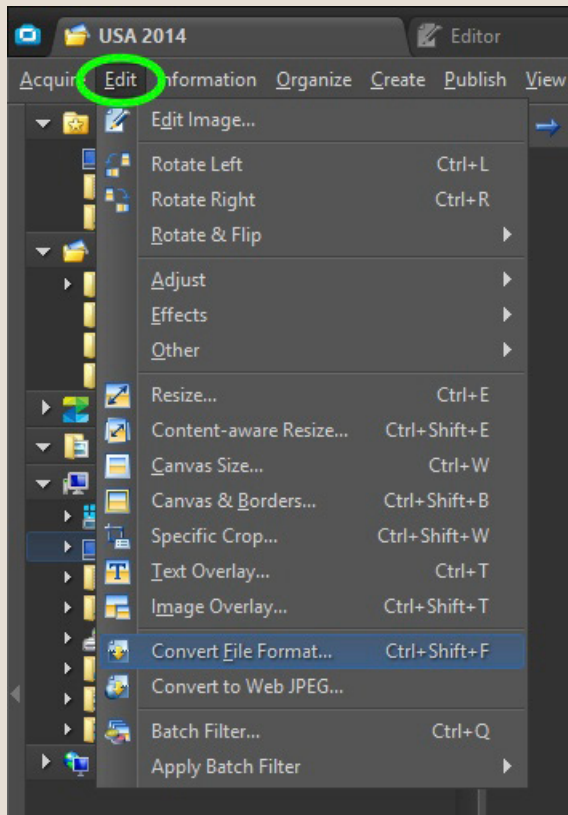 USA 2014 Editor
Acquire Edit Information Organize Create Publish View
Edit Image...
Rotate Left Ctrl+L
Rotate Right Ctrl+R
Rotate & Flip
Adjust
Effects
Other
Resize... Ctrl+E
Content-aware Resize... Ctrl+Shift+E
Canvas Size... Ctrl+W
Canvas & Borders... Ctrl+Shift+B
Specific Crop... Ctrl+Shift+W
Text Overlay... Ctrl+T
Image Overlay... Ctrl+Shift+T
Convert File Format... Ctrl+Shift+F
Convert to Web JPEG...
Batch Filter... Ctrl+Q
Apply Batch Filter